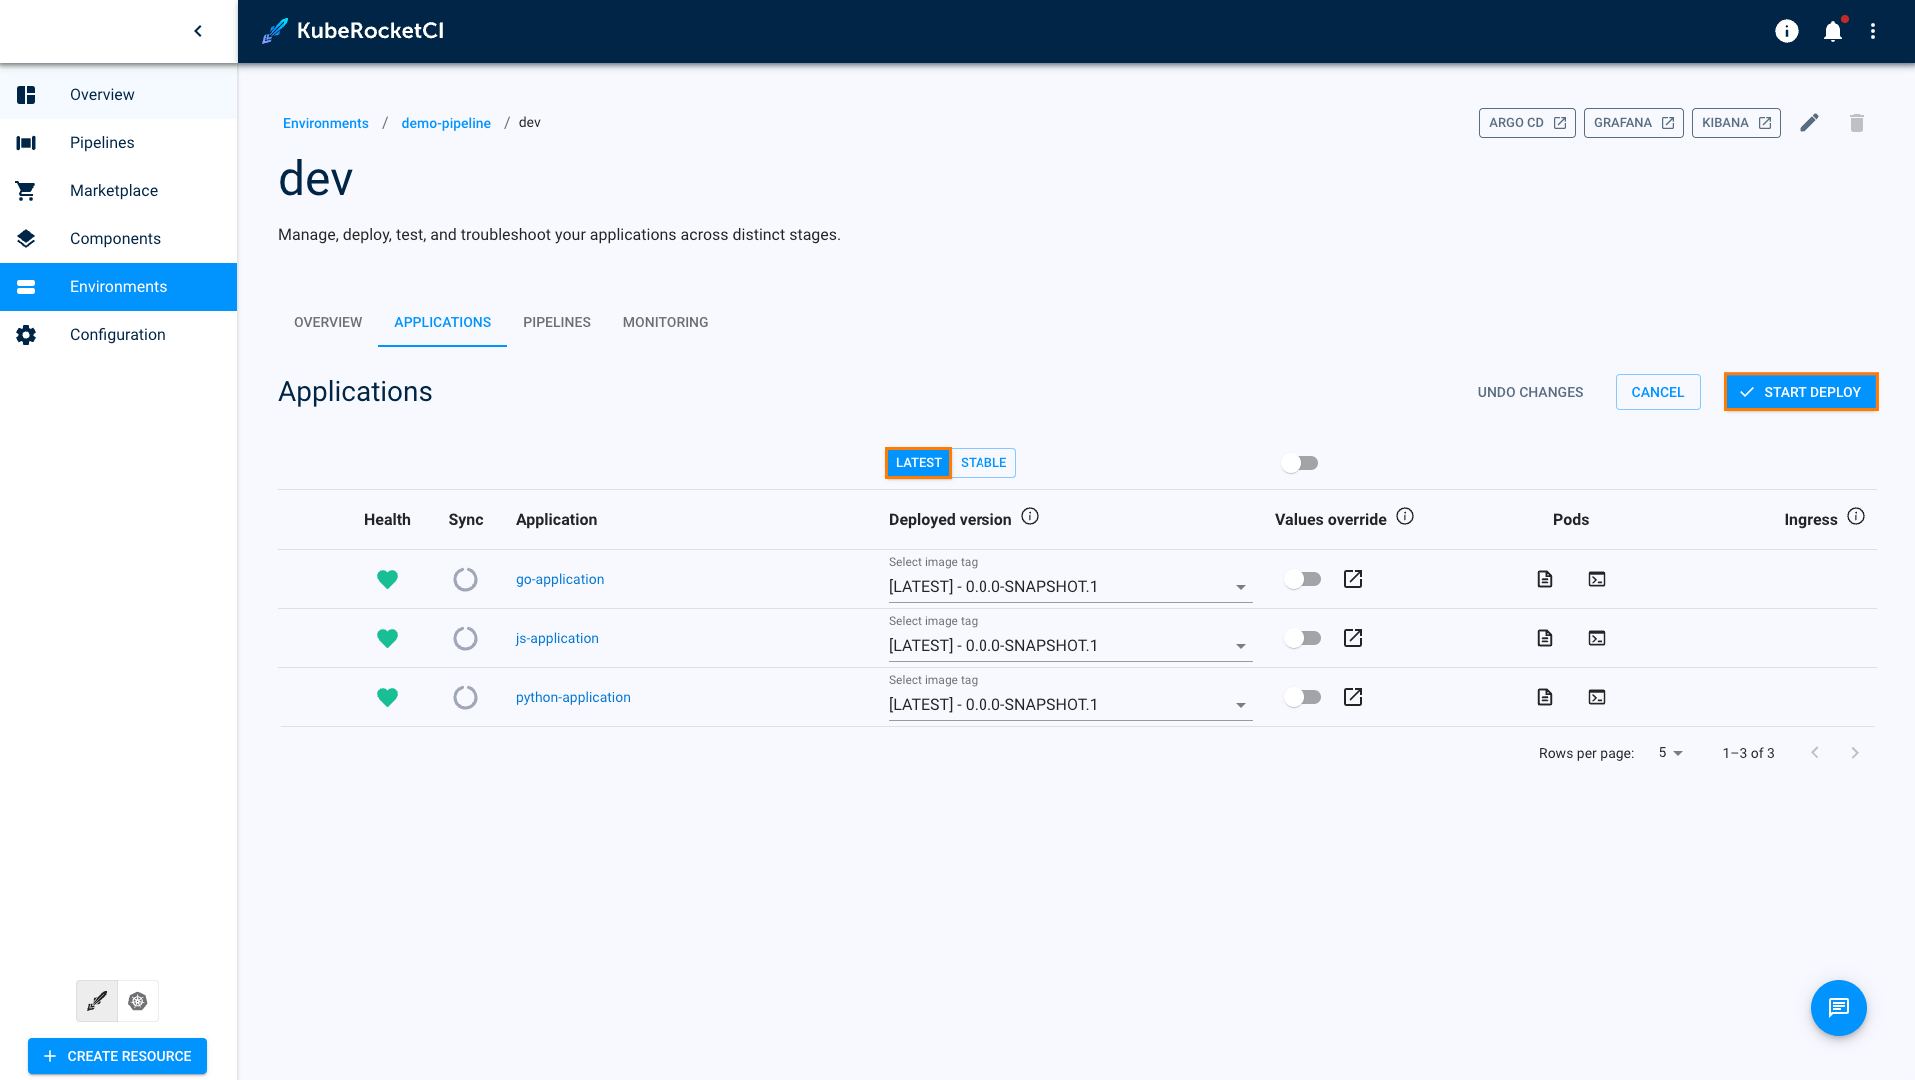 KubeRocketCI
Overview
Pipelines
Marketplace
Components
Environments
Configuration
CREATE RESOURCE
Environments / demo-pipeline / dev
ARGO CD GRAFANA KIBANA
dev
Manage, deploy, test, and troubleshoot your applications across distinct stages.
OVERVIEW APPLICATIONS PIPELINES MONITORING
Applications
UNDO CHANGES CANCEL START DEPLOY
LATEST STABLE
Health Sync Application Deployed version Values override Pods Ingress
Select image tag
go-application [LATEST] - 0.0.0-SNAPSHOT.1
Select image tag
js-application [LATEST] - 0.0.0-SNAPSHOT.1
Select image tag
python-application [LATEST] - 0.0.0-SNAPSHOT.1
Rows per page: 5 1–3 of 3